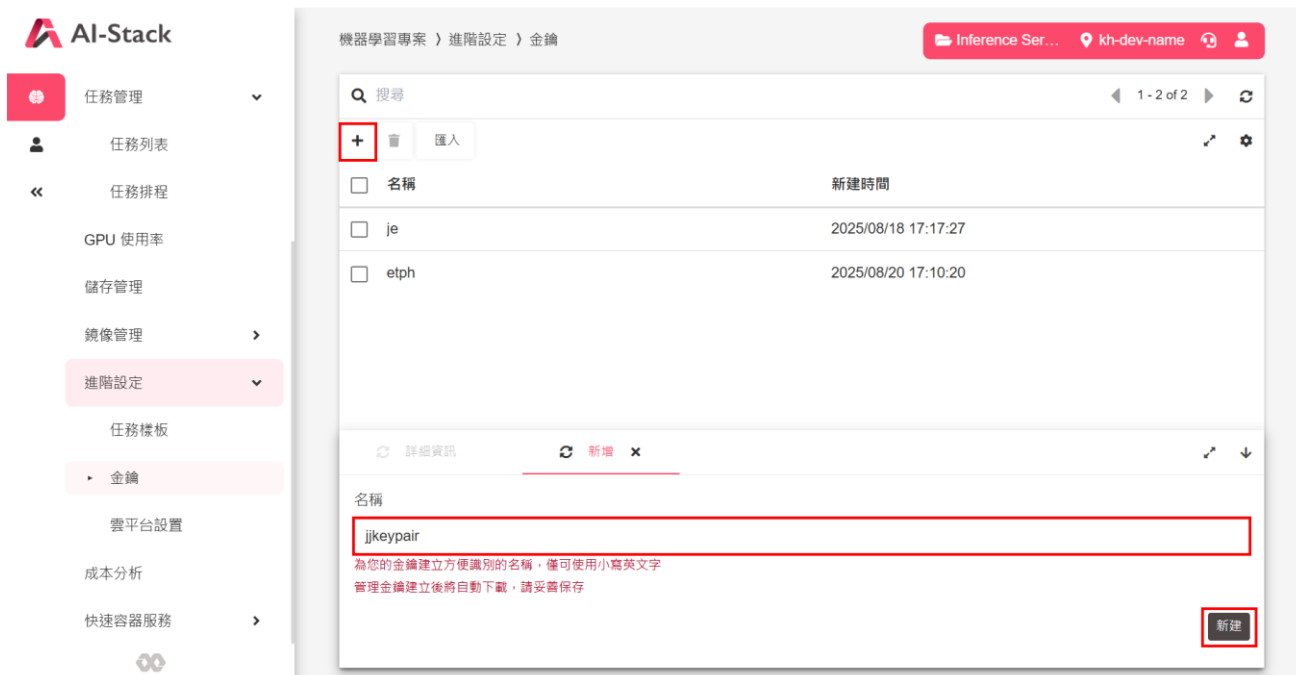 AI-Stack
機器學習專案 〉進階設定 〉金鑰
Inference Ser...
kh-dev-name
任務管理
任務列表
任務排程
GPU 使用率
儲存管理
鏡像管理
進階設定
任務樣板
金鑰
雲平台設置
成本分析
快速容器服務
搜尋
1 - 2 of 2
匯入
名稱 新建時間
je 2025/08/18 17:17:27
etph 2025/08/20 17:10:20
詳細資訊
新增
名稱
jjkeypair
為您的金鑰建立方便識別的名稱，僅可使用小寫英文字
管理金鑰建立後將自動下載，請妥善保存
新建